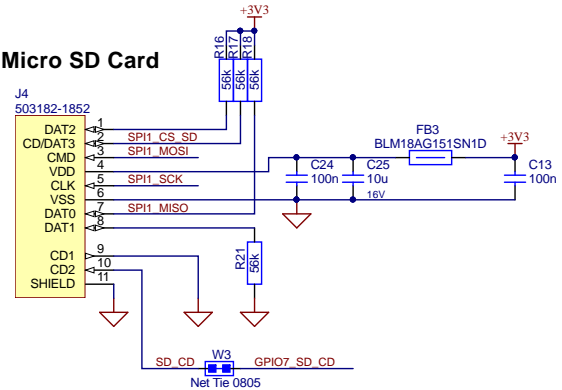 +3V3
R16
R17
R18
56k
56k
56k
Micro SD Card
J4
503182-1852
DAT2 1
CD/DAT3 2 SPI1_CS_SD
CMD 3 SPI1_MOSI
VDD 4
CLK 5 SPI1_SCK
VSS 6
DAT0 7 SPI1_MISO
DAT1 8
CD1 9
CD2 10
SHIELD 11
FB3
BLM18AG151SN1D
+3V3
C24
100n
C25
10u
16V
C13
100n
R21
56k
SD_CD
W3
GPIO7_SD_CD
Net Tie 0805